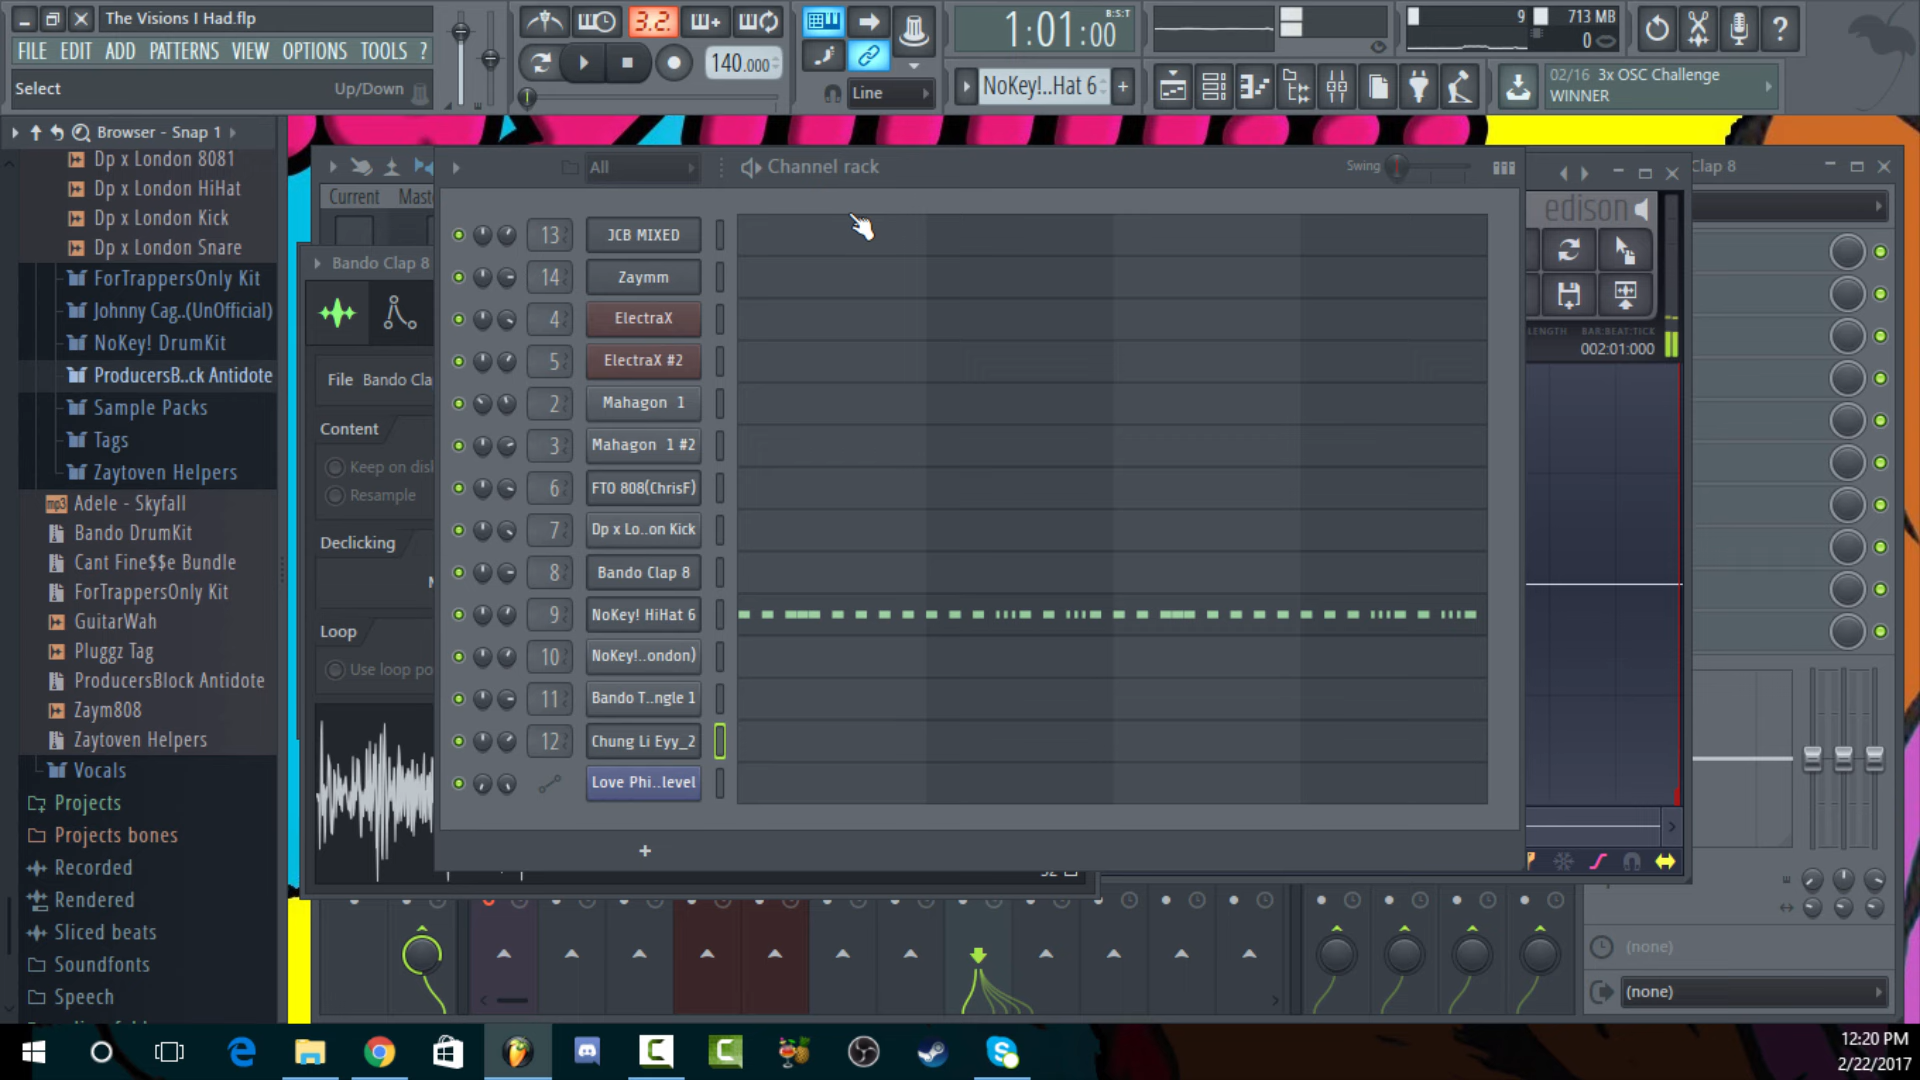 The Visions I Had.flp
FILE EDIT ADD PATTERNS VIEW OPTIONS TOOLS ?
Select Up/Down
3.2.
140.000
Line
1:01:00
B:S:T
NoKey!..Hat 6
9
713 MB
0
02/16 3x OSC Challenge
WINNER
Browser - Snap 1
Dp x London 8081
Dp x London HiHat
Dp x London Kick
Dp x London Snare
ForTrappersOnly Kit
Johnny Cag..(UnOfficial)
NoKey! DrumKit
ProducersB..ck Antidote
Sample Packs
Tags
Zaytoven Helpers
mp3 Adele - Skyfall
Bando DrumKit
Cant Fine$$e Bundle
ForTrappersOnly Kit
GuitarWah
Pluggz Tag
ProducersBlock Antidote
Zaym808
Zaytoven Helpers
Vocals
Projects
Projects bones
Recorded
Rendered
Sliced beats
Soundfonts
Speech
Current Mast
Bando Clap 8
File Bando Cla
Content
Keep on disk
Resample
Declicking
Loop
Use loop po
All
Channel rack
Swing
13 JCB MIXED
14 Zaymm
4 ElectraX
5 ElectraX #2
2 Mahagon 1
3 Mahagon 1 #2
6 FTO 808(ChrisF)
7 Dp x Lo..on Kick
8 Bando Clap 8
9 NoKey! HiHat 6
10 NoKey!..ondon)
11 Bando T..ngle 1
12 Chung Li Eyy_2
Love Phi..level
+
Clap 8
edison
LENGTH BAR:BEAT:TICK
002:01:000
(none)
(none)
12:20 PM
2/22/2017